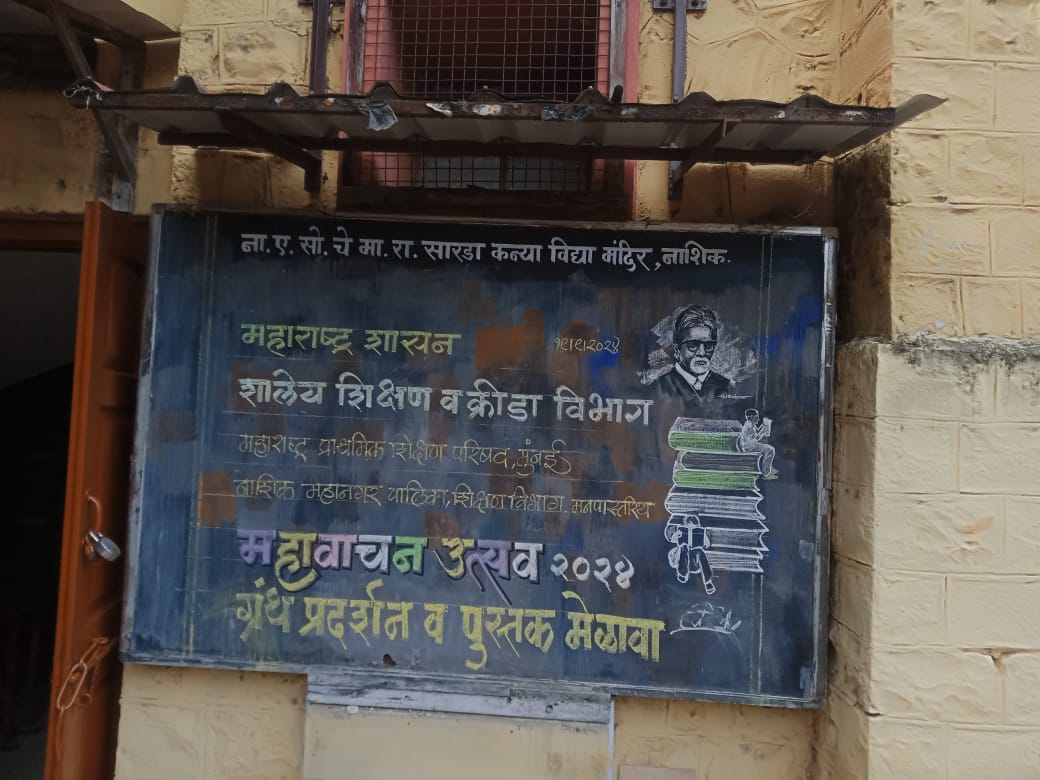 ना.ए.सो.चे मा.रा.सारडा कन्या विद्या मंदिर,नाशिक.
महाराष्ट्र शासन
१९।९।२०२४
शालेय शिक्षण व क्रीडा विभाग
महाराष्ट्र प्राथमिक शिक्षण परिषद,मुंबई
नाशिक महानगर पालिका,शिक्षण विभाग. मनपास्तरिय
महावाचन उत्सव २०२४
ग्रंथ प्रदर्शन व पुस्तक मेळावा